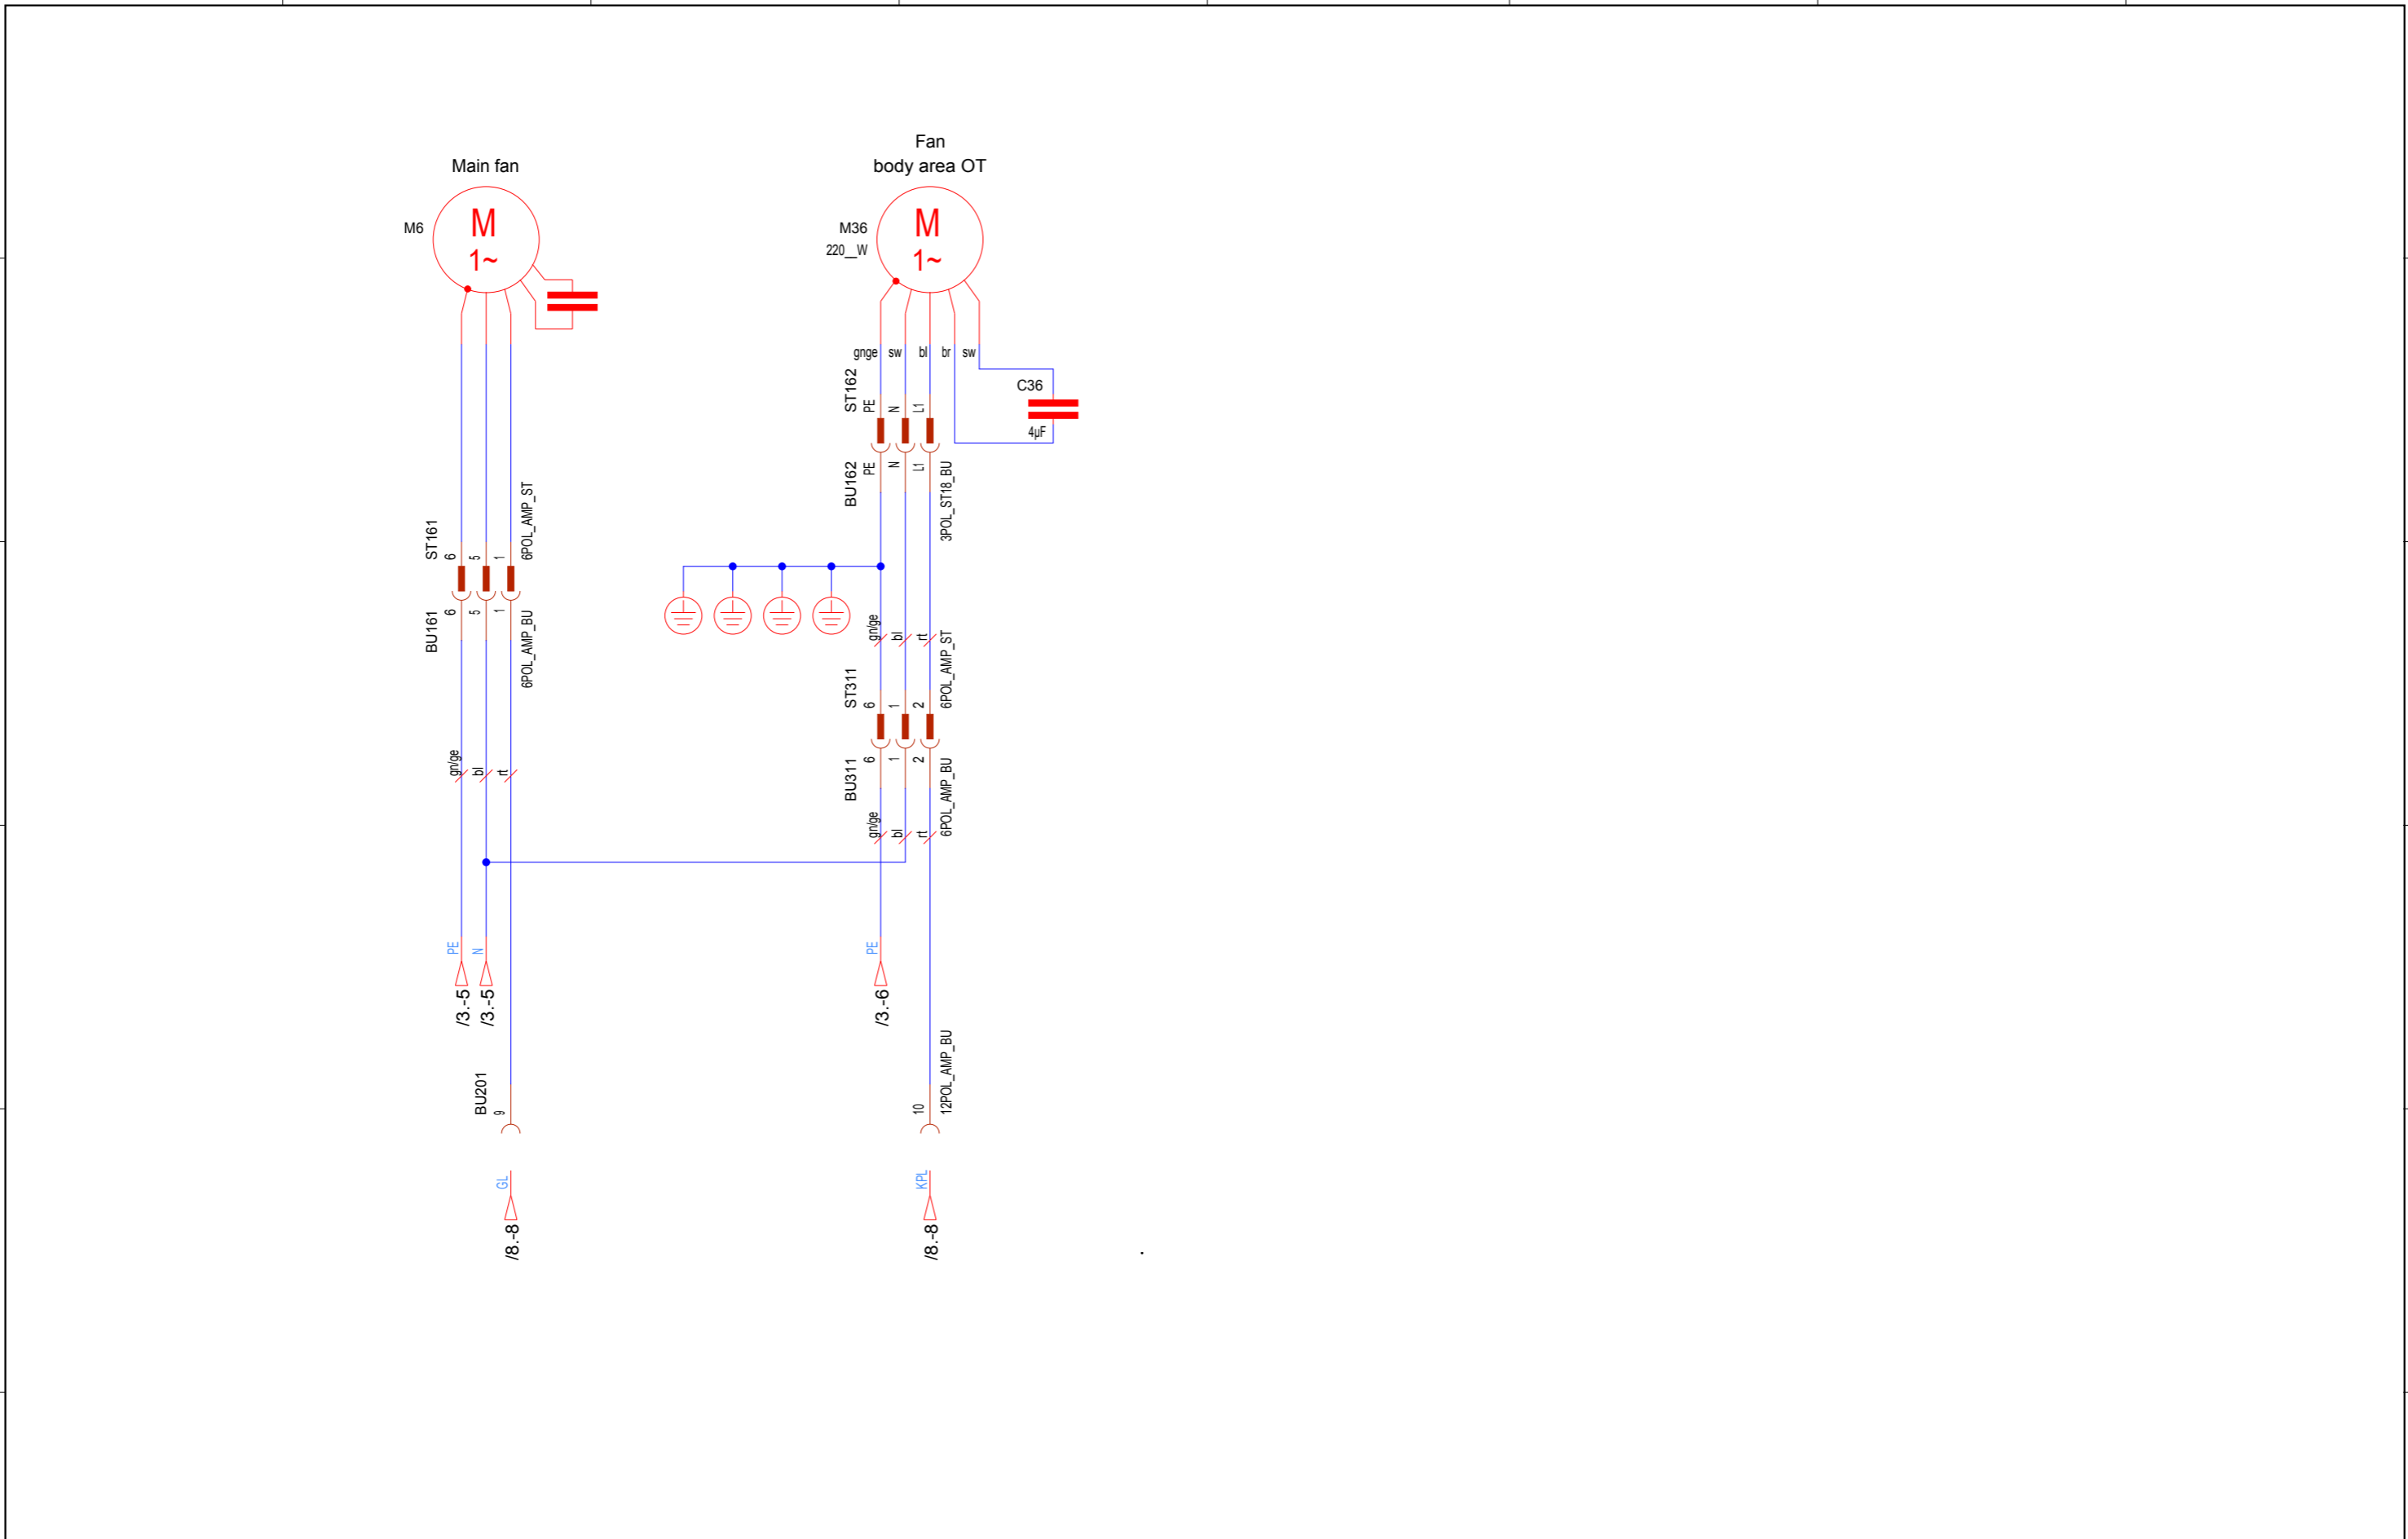 Fan
Main fan
body area OT
M6
M
1~
M36
220__W
M
1~
gnge
sw
bl
br
sw
ST162
PE
N
L1
C36
4µF
BU162
PE
N
L1
3POL_ST18_BU
ST161
6
5
1
6POL_AMP_ST
BU161
6
5
1
6POL_AMP_BU
gn/ge
bl
rt
ST311
6
1
2
6POL_AMP_ST
BU311
6
1
2
6POL_AMP_BU
gn/ge
bl
rt
gn/ge
bl
rt
PE
N
/3.-5
/3.-5
PE
/3.-6
BU201
9
10
12POL_AMP_BU
GL
/8.-8
KPL
/8.-8
.